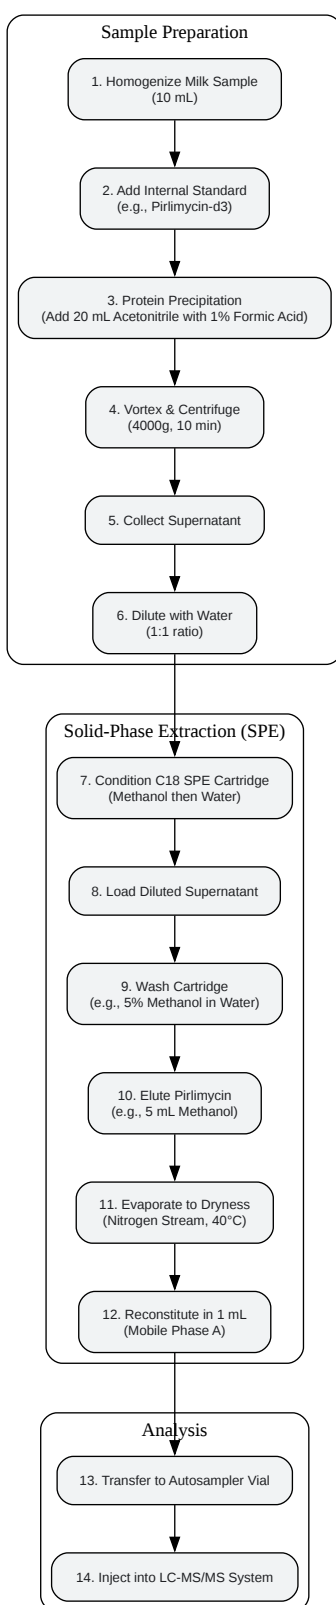 Sample Preparation
1. Homogenize Milk Sample
(10 mL)
2. Add Internal Standard
(e.g., Pirlimycin-d3)
3. Protein Precipitation
(Add 20 mL Acetonitrile with 1% Formic Acid)
4. Vortex & Centrifuge
(4000g, 10 min)
5. Collect Supernatant
6. Dilute with Water
(1:1 ratio)
Solid-Phase Extraction (SPE)
7. Condition C18 SPE Cartridge
(Methanol then Water)
8. Load Diluted Supernatant
9. Wash Cartridge
(e.g., 5% Methanol in Water)
10. Elute Pirlimycin
(e.g., 5 mL Methanol)
11. Evaporate to Dryness
(Nitrogen Stream, 40°C)
12. Reconstitute in 1 mL
(Mobile Phase A)
Analysis
13. Transfer to Autosampler Vial
14. Inject into LC-MS/MS System